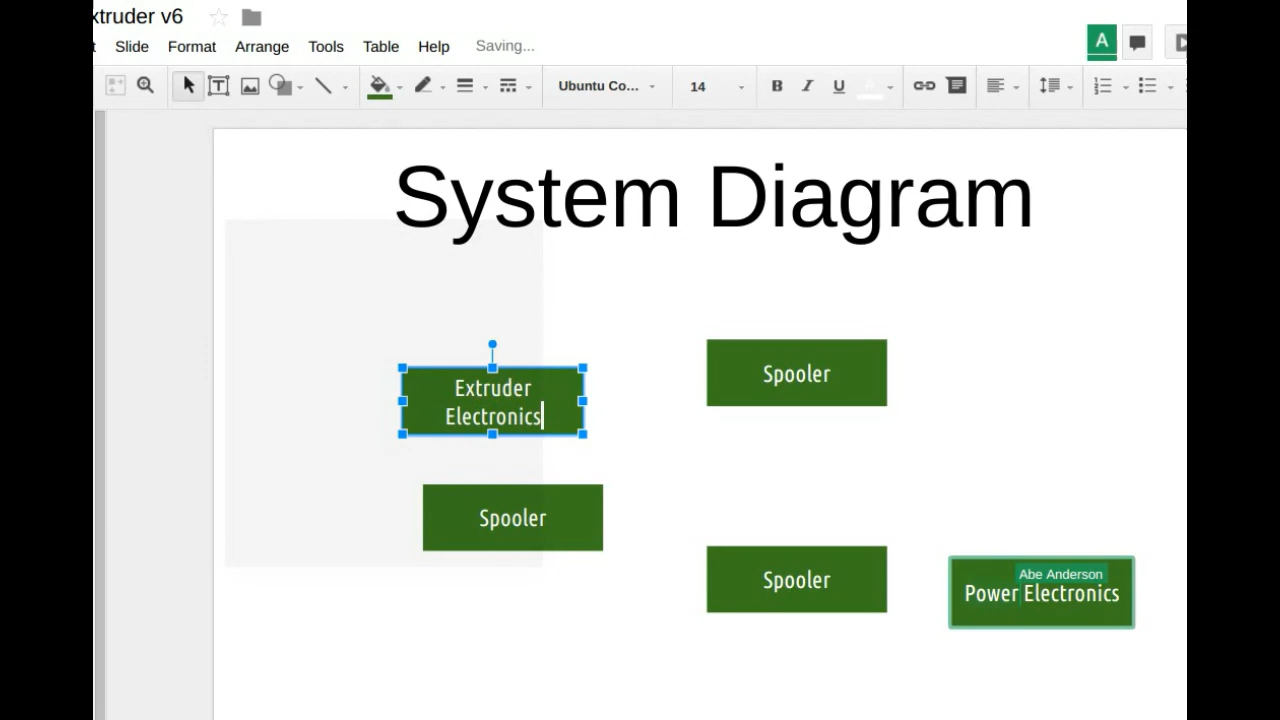 xtruder v6
t Slide Format Arrange Tools Table Help Saving...
A
T Ubuntu Co... 14 B I U
System Diagram
Extruder
Electronics
Spooler
Spooler
Spooler
Abe Anderson
Power Electronics